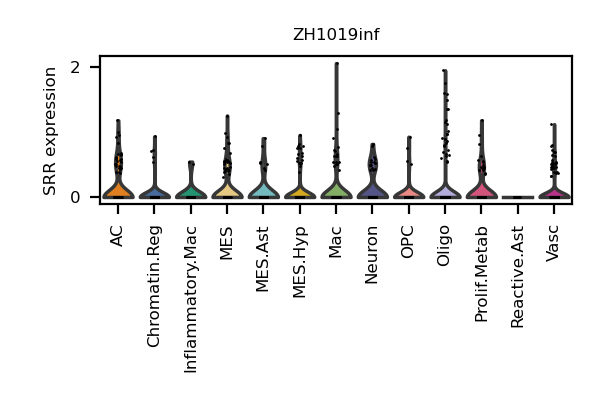 ZH1019inf
SRR expression
2
0
AC
Chromatin.Reg
Inflammatory.Mac
MES
MES.Ast
MES.Hyp
Mac
Neuron
OPC
Oligo
Prolif.Metab
Reactive.Ast
Vasc